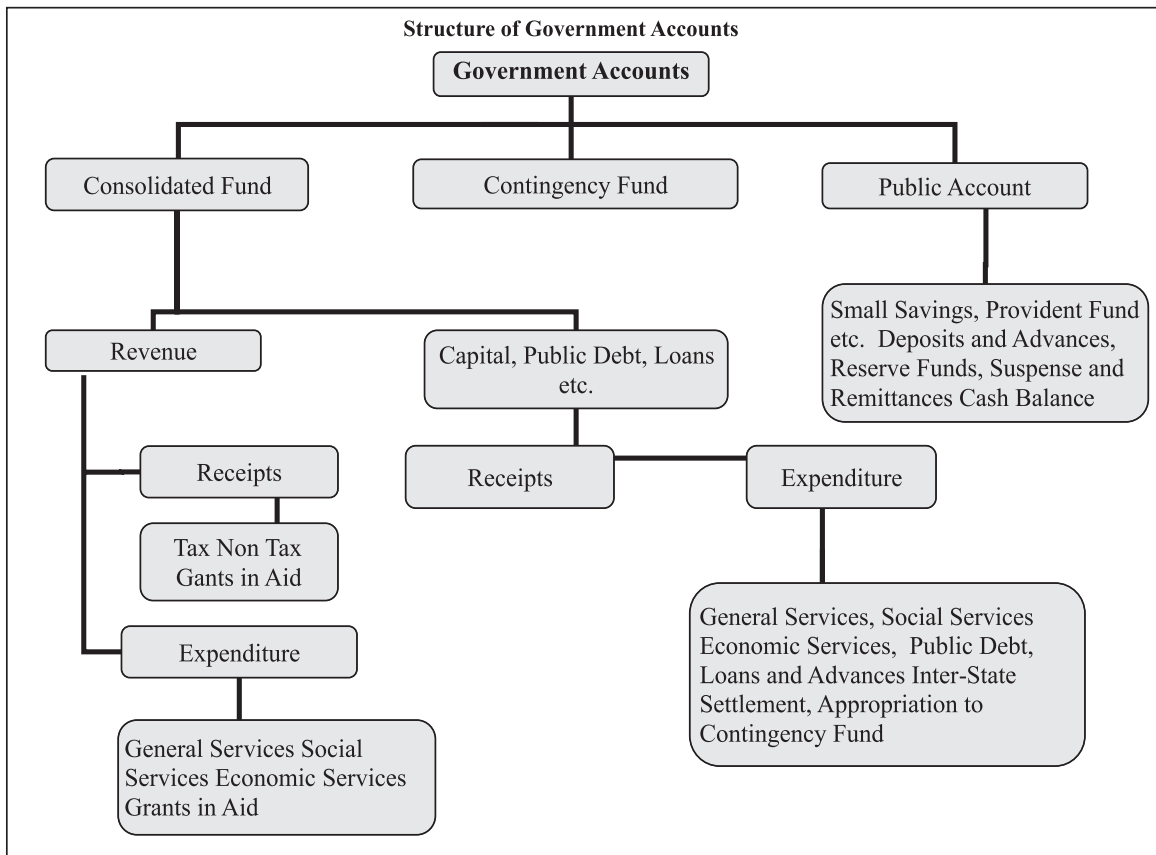 Structure of Government Accounts
Government Accounts
Consolidated Fund
Contingency Fund
Public Account
Small Savings, Provident Fund
etc. Deposits and Advances,
Reserve Funds, Suspense and
Remittances Cash Balance
Revenue
Capital, Public Debt, Loans
etc.
Receipts
Tax Non Tax
Gants in Aid
Expenditure
General Services Social
Services Economic Services
Grants in Aid
Receipts
Expenditure
General Services, Social Services
Economic Services, Public Debt,
Loans and Advances Inter-State
Settlement, Appropriation to
Contingency Fund